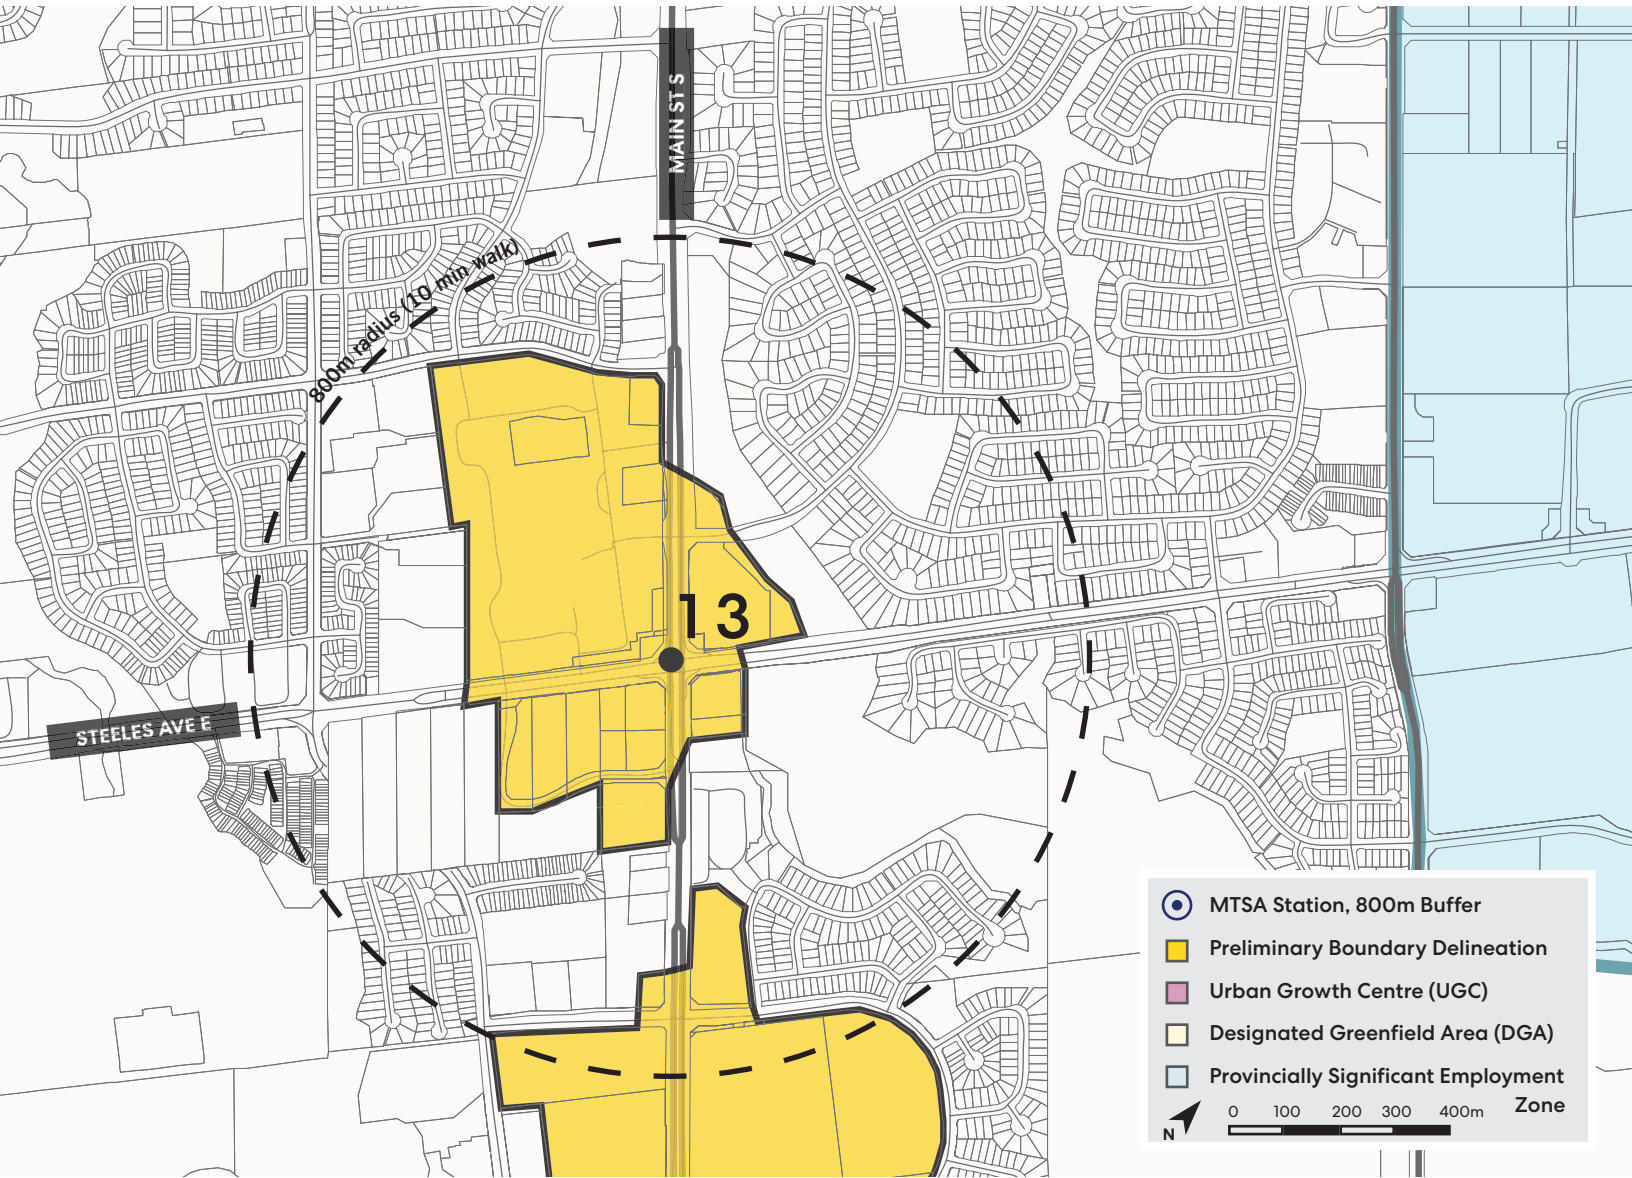 MAIN ST S
800m radius (10 min walk)
13
STEELES AVE E
MTSA Station, 800m Buffer
Preliminary Boundary Delineation
Urban Growth Centre (UGC)
Designated Greenfield Area (DGA)
Provincially Significant Employment
Zone
N
0 100 200 300 400m